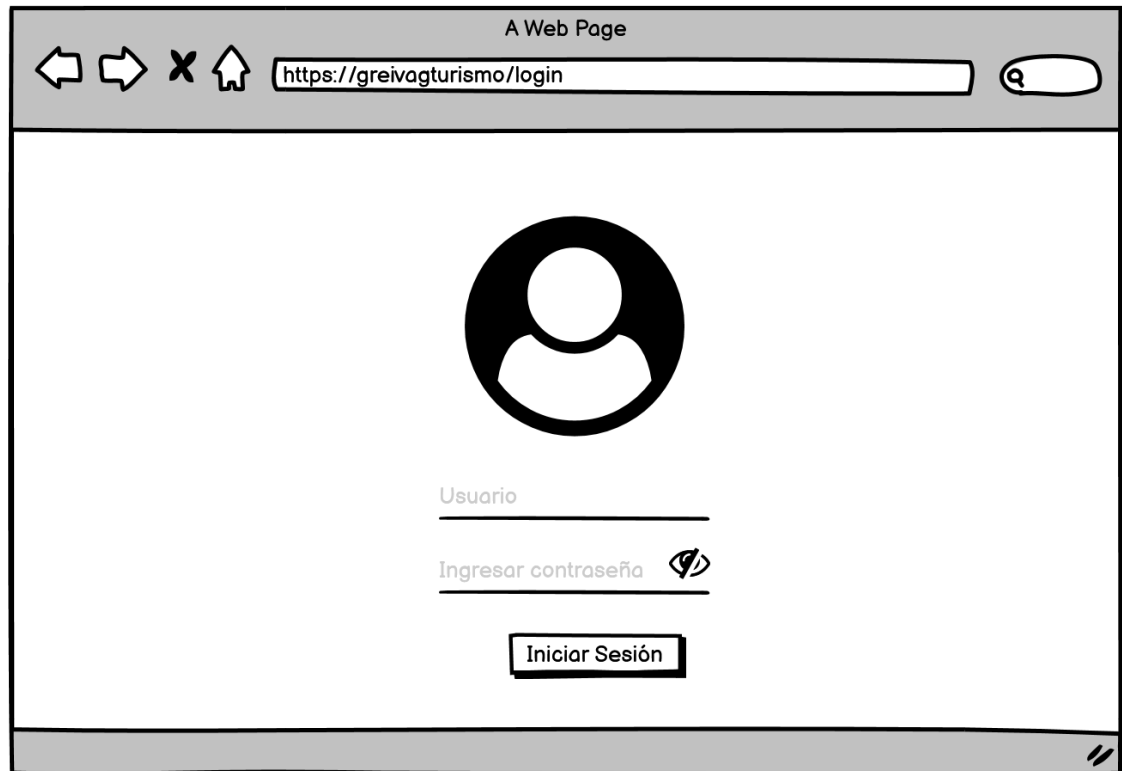 A Web Page
https://greivagturismo/login
Usuario
Ingresar contraseña
Iniciar Sesión